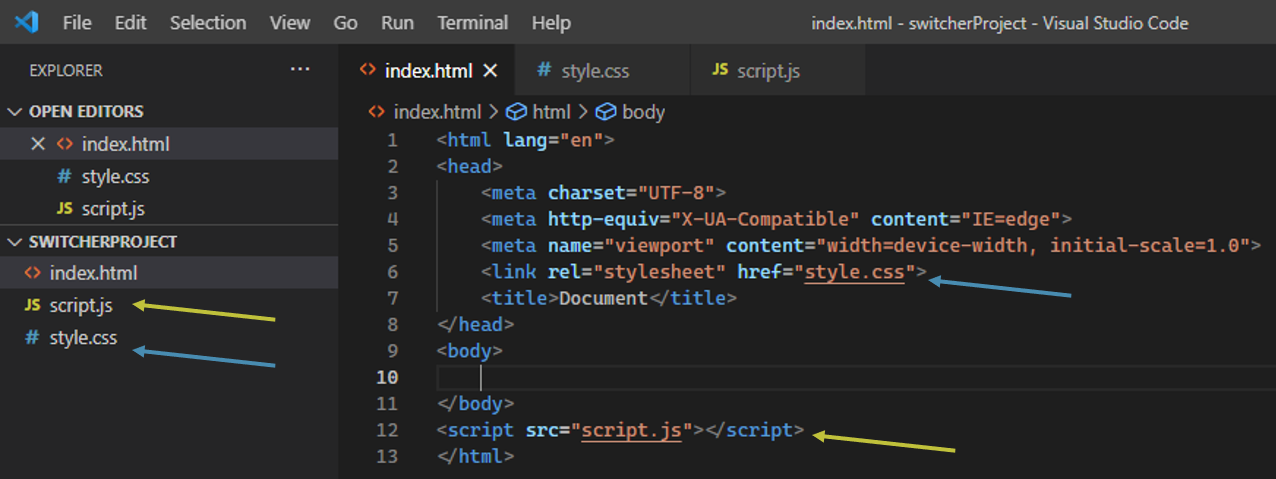 File Edit Selection View Go Run Terminal Help index.html - switcherProject - Visual Studio Code
EXPLORER ...
OPEN EDITORS
index.html
style.css
script.js
SWITCHERPROJECT
index.html
script.js
style.css
index.html style.css JS script.js
index.html > html > body
1 <html lang="en">
2 <head>
3 <meta charset="UTF-8">
4 <meta http-equiv="X-UA-Compatible" content="IE=edge">
5 <meta name="viewport" content="width=device-width, initial-scale=1.0">
6 <link rel="stylesheet" href="style.css">
7 <title>Document</title>
8 </head>
9 <body>
10
11 </body>
12 <script src="script.js"></script>
13 </html>